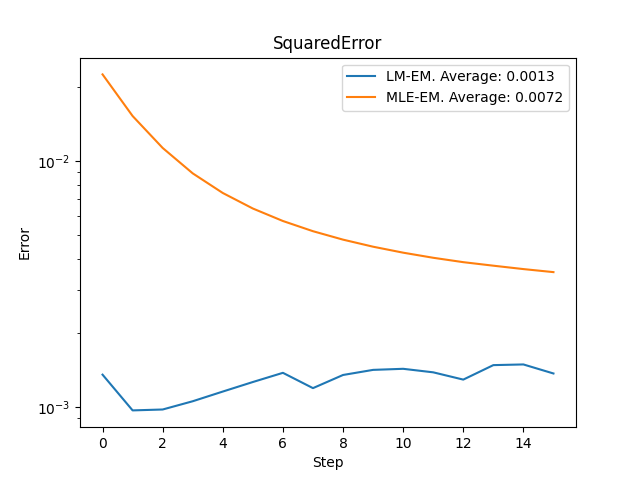 SquaredError
LM-EM. Average: 0.0013
MLE-EM. Average: 0.0072
10⁻²
10⁻³
Error
0 2 4 6 8 10 12 14
Step